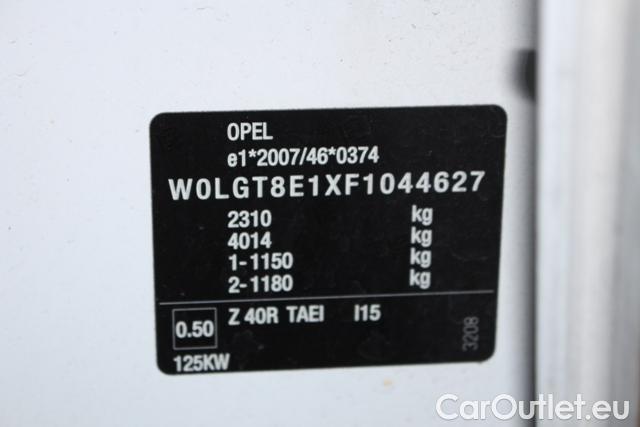 OPEL
e1*2007/46*0374
W0LGT8E1XF1044627
2310 kg
4014 kg
1-1150 kg
2-1180 kg
0.50 Z 40R TAEI I15
125KW
3208
CarOutlet.eu